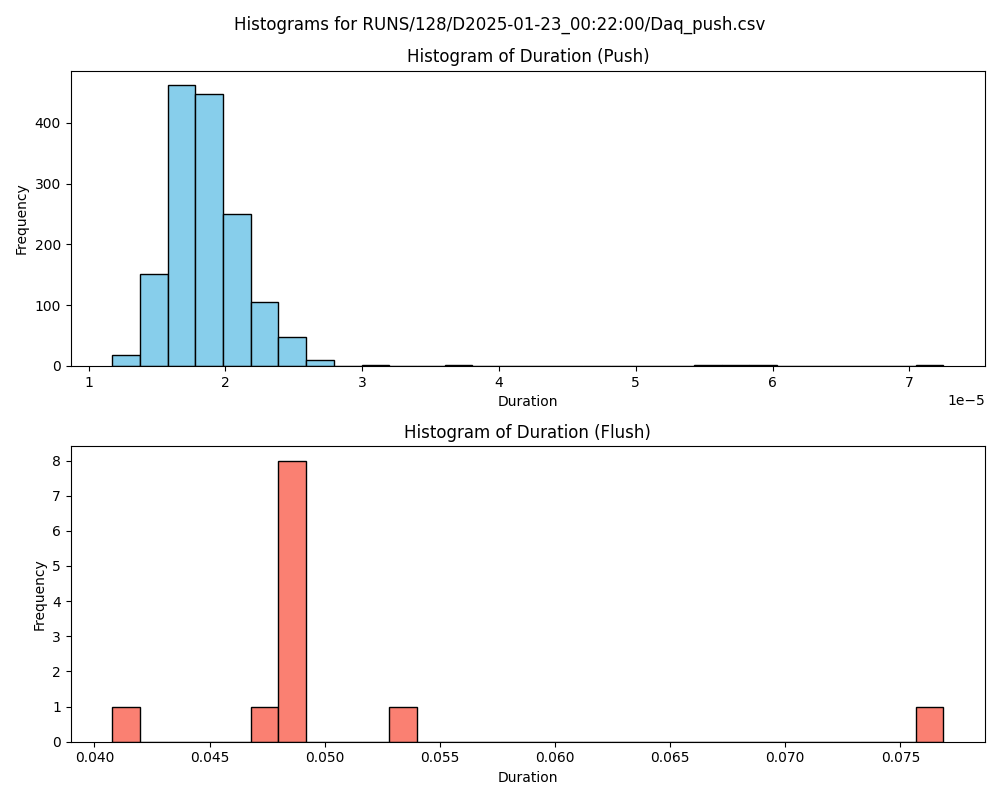 Histograms for RUNS/128/D2025-01-23_00:22:00/Daq_push.csv
Histogram of Duration (Push)
Frequency
400
300
200
100
0
1 2 3 4 5 6 7
1e−5
Duration
Histogram of Duration (Flush)
Frequency
8
7
6
5
4
3
2
1
0
0.040 0.045 0.050 0.055 0.060 0.065 0.070 0.075
Duration